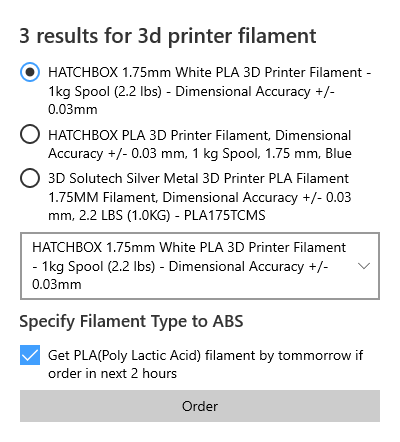 3 results for 3d printer filament
HATCHBOX 1.75mm White PLA 3D Printer Filament -
1kg Spool (2.2 lbs) - Dimensional Accuracy +/-
0.03mm
HATCHBOX PLA 3D Printer Filament, Dimensional
Accuracy +/- 0.03 mm, 1 kg Spool, 1.75 mm, Blue
3D Solutech Silver Metal 3D Printer PLA Filament
1.75MM Filament, Dimensional Accuracy +/- 0.03
mm, 2.2 LBS (1.0KG) - PLA175TCMS
HATCHBOX 1.75mm White PLA 3D Printer Filament
- 1kg Spool (2.2 lbs) - Dimensional Accuracy +/-
0.03mm
Specify Filament Type to ABS
Get PLA(Poly Lactic Acid) filament by tommorrow if
order in next 2 hours
Order